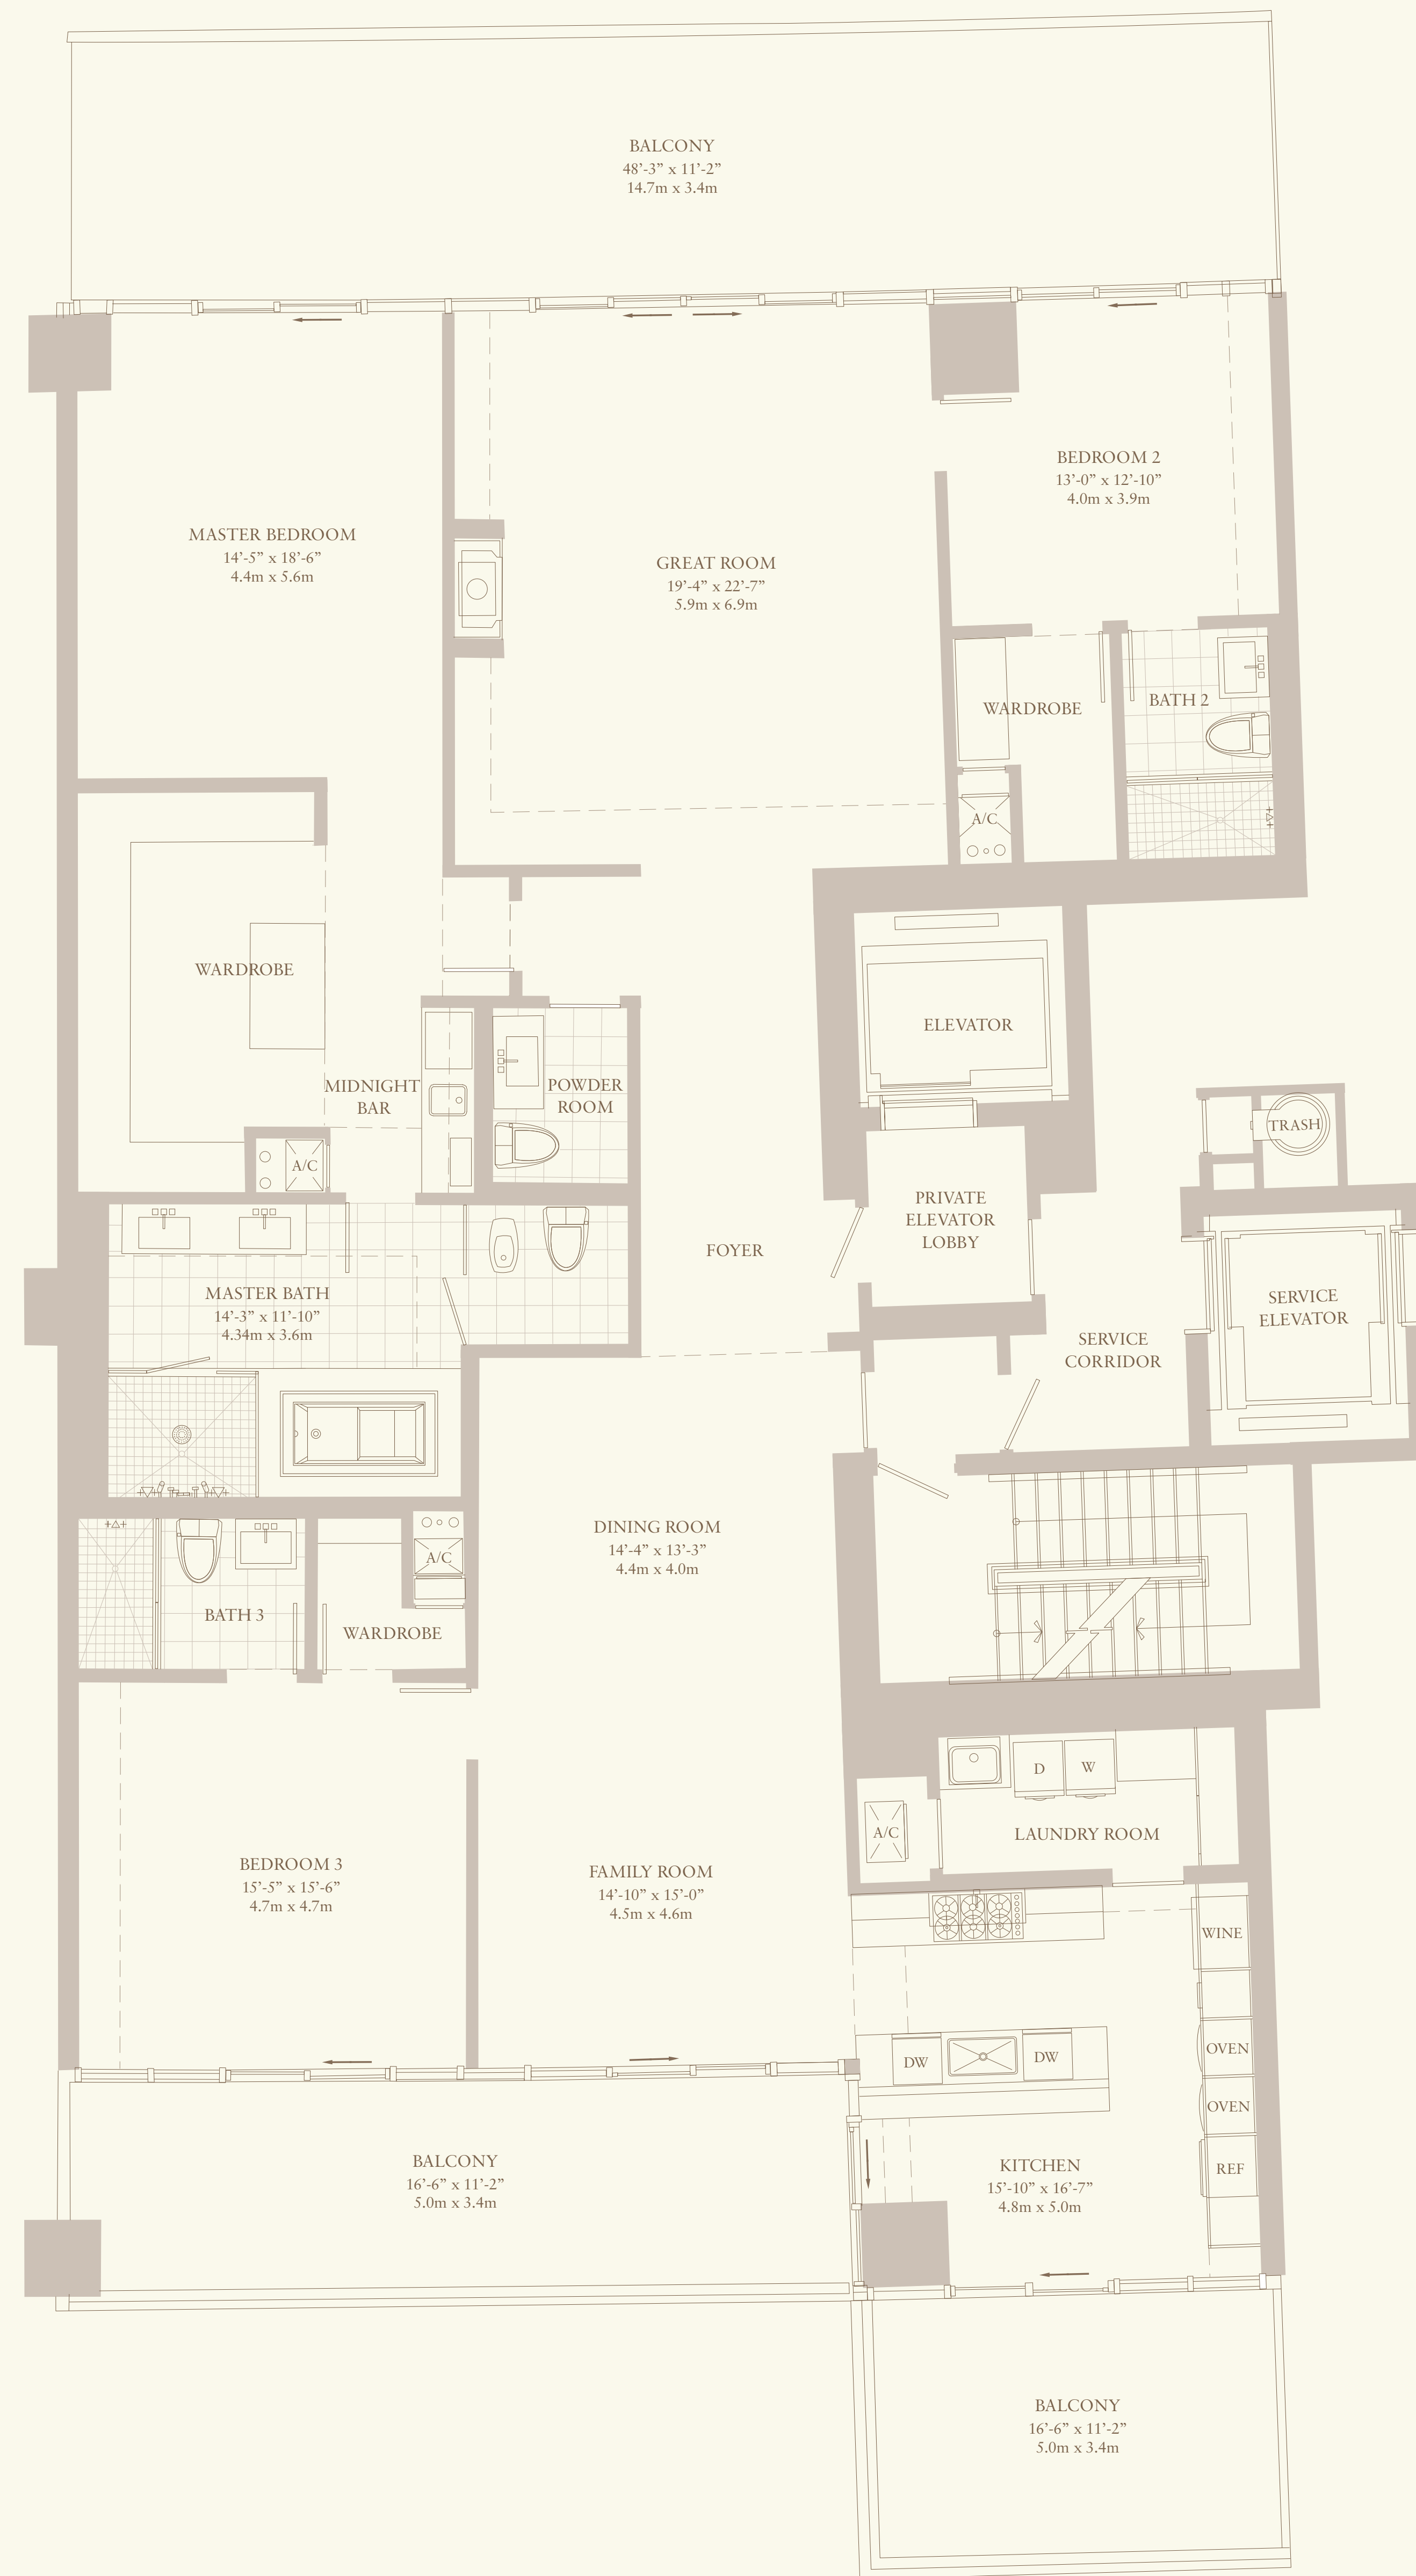 BALCONY
48’-3” x 11’-2”
14.7m x 3.4m
BEDROOM 2
13’-0” x 12’-10”
4.0m x 3.9m
MASTER BEDROOM
14’-5” x 18’-6”
4.4m x 5.6m
GREAT ROOM
19’-4” x 22’-7”
5.9m x 6.9m
WARDROBE
BATH 2
A/C
WARDROBE
ELEVATOR
MIDNIGHT
BAR
POWDER
ROOM
TRASH
A/C
PRIVATE
ELEVATOR
LOBBY
FOYER
MASTER BATH
14’-3” x 11’-10”
4.34m x 3.6m
SERVICE
ELEVATOR
SERVICE
CORRIDOR
DINING ROOM
14’-4” x 13’-3”
4.4m x 4.0m
A/C
BATH 3
WARDROBE
D
W
A/C
LAUNDRY ROOM
BEDROOM 3
15’-5” x 15’-6”
4.7m x 4.7m
FAMILY ROOM
14’-10” x 15’-0”
4.5m x 4.6m
WINE
OVEN
DW
DW
OVEN
BALCONY
16’-6” x 11’-2”
5.0m x 3.4m
KITCHEN
15’-10” x 16’-7”
4.8m x 5.0m
REF
BALCONY
16’-6” x 11’-2”
5.0m x 3.4m